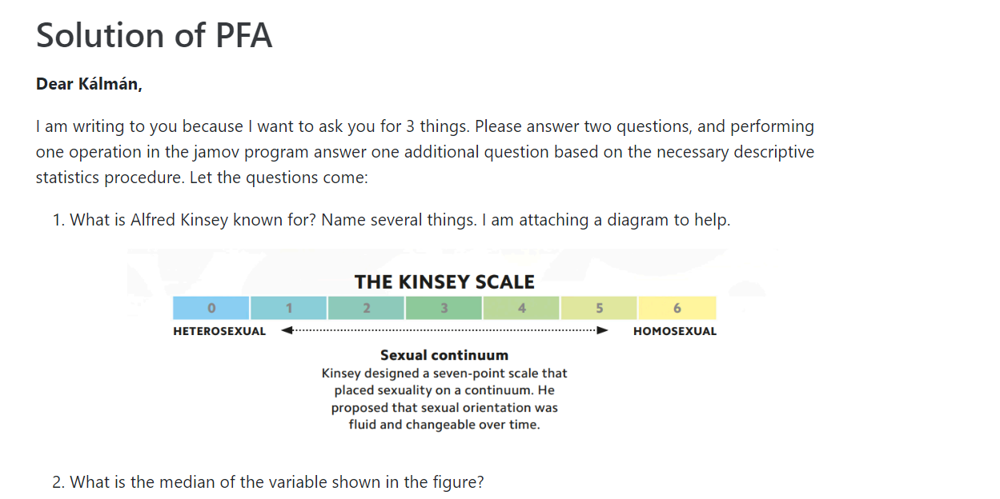 Solution of PFA
Dear Kálmán,
I am writing to you because I want to ask you for 3 things. Please answer two questions, and performing
one operation in the jamov program answer one additional question based on the necessary descriptive
statistics procedure. Let the questions come:
1. What is Alfred Kinsey known for? Name several things. I am attaching a diagram to help.
THE KINSEY SCALE
0 1 2 3 4 5 6
HETEROSEXUAL HOMOSEXUAL
Sexual continuum
Kinsey designed a seven-point scale that
placed sexuality on a continuum. He
proposed that sexual orientation was
fluid and changeable over time.
2. What is the median of the variable shown in the figure?